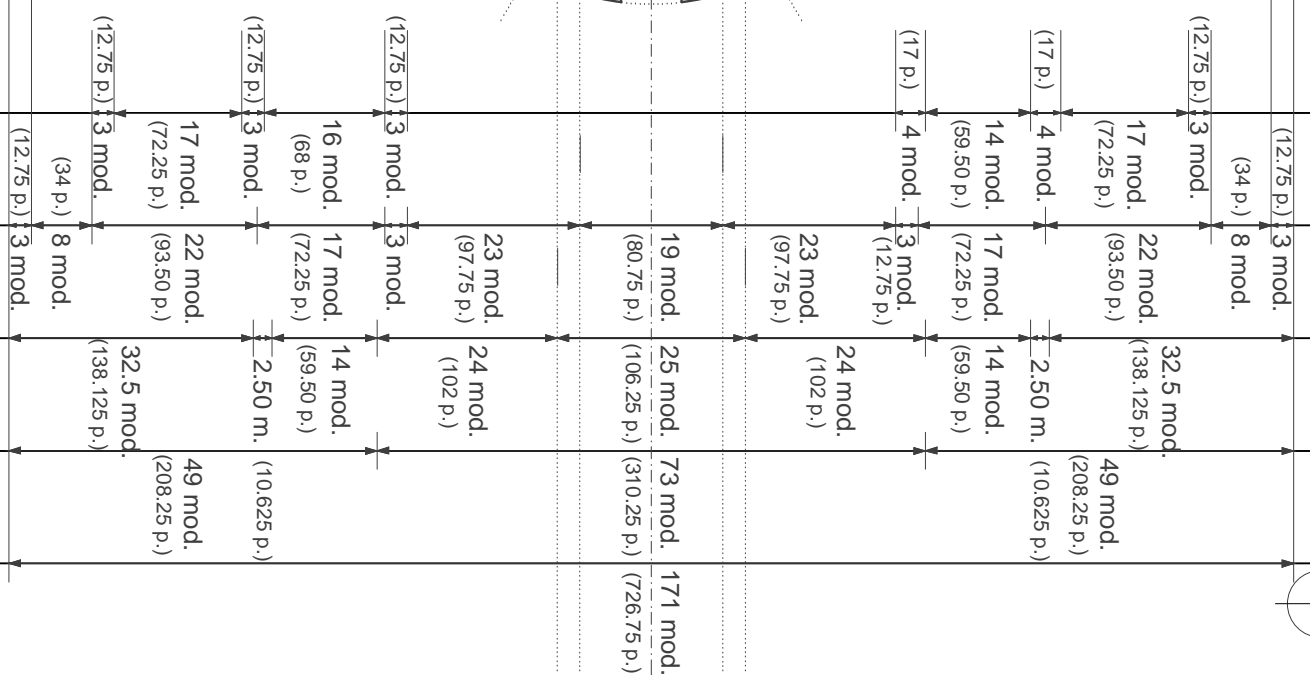 (12.75 p.)
(12.75 p.)
(12.75 p.)
(17 p.)
(17 p.)
(12.75 p.)
3 mod.
17 mod.
(72.25 p.)
3 mod.
16 mod.
(68 p.)
3 mod.
4 mod.
14 mod.
(59.50 p.)
4 mod.
17 mod.
(72.25 p.)
3 mod.
(12.75 p.)
(34 p.)
(34 p.)
(12.75 p.)
3 mod.
8 mod.
22 mod.
(93.50 p.)
17 mod.
(72.25 p.)
3 mod.
23 mod.
(97.75 p.)
19 mod.
(80.75 p.)
23 mod.
(97.75 p.)
3 mod.
(12.75 p.)
17 mod.
(72.25 p.)
22 mod.
(93.50 p.)
8 mod.
3 mod.
32.5 mod.
(138.125 p.)
2.50 m.
14 mod.
(59.50 p.)
24 mod.
(102 p.)
25 mod.
(106.25 p.)
24 mod.
(102 p.)
14 mod.
(59.50 p.)
2.50 m.
32.5 mod.
(138.125 p.)
49 mod.
(208.25 p.)
(10.625 p.)
73 mod.
(310.25 p.)
(10.625 p.)
49 mod.
(208.25 p.)
171 mod.
(726.75 p.)